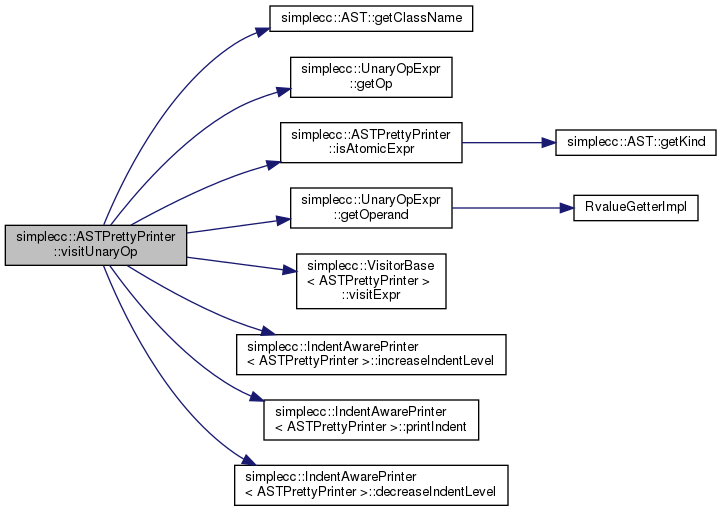 simplecc::AST::getClassName
simplecc::UnaryOpExpr
::getOp
simplecc::ASTPrettyPrinter
::isAtomicExpr
simplecc::AST::getKind
simplecc::UnaryOpExpr
::getOperand
RvalueGetterImpl
simplecc::ASTPrettyPrinter
::visitUnaryOp
simplecc::VisitorBase
< ASTPrettyPrinter >
::visitExpr
simplecc::IndentAwarePrinter
< ASTPrettyPrinter >::increaseIndentLevel
simplecc::IndentAwarePrinter
< ASTPrettyPrinter >::printIndent
simplecc::IndentAwarePrinter
< ASTPrettyPrinter >::decreaseIndentLevel